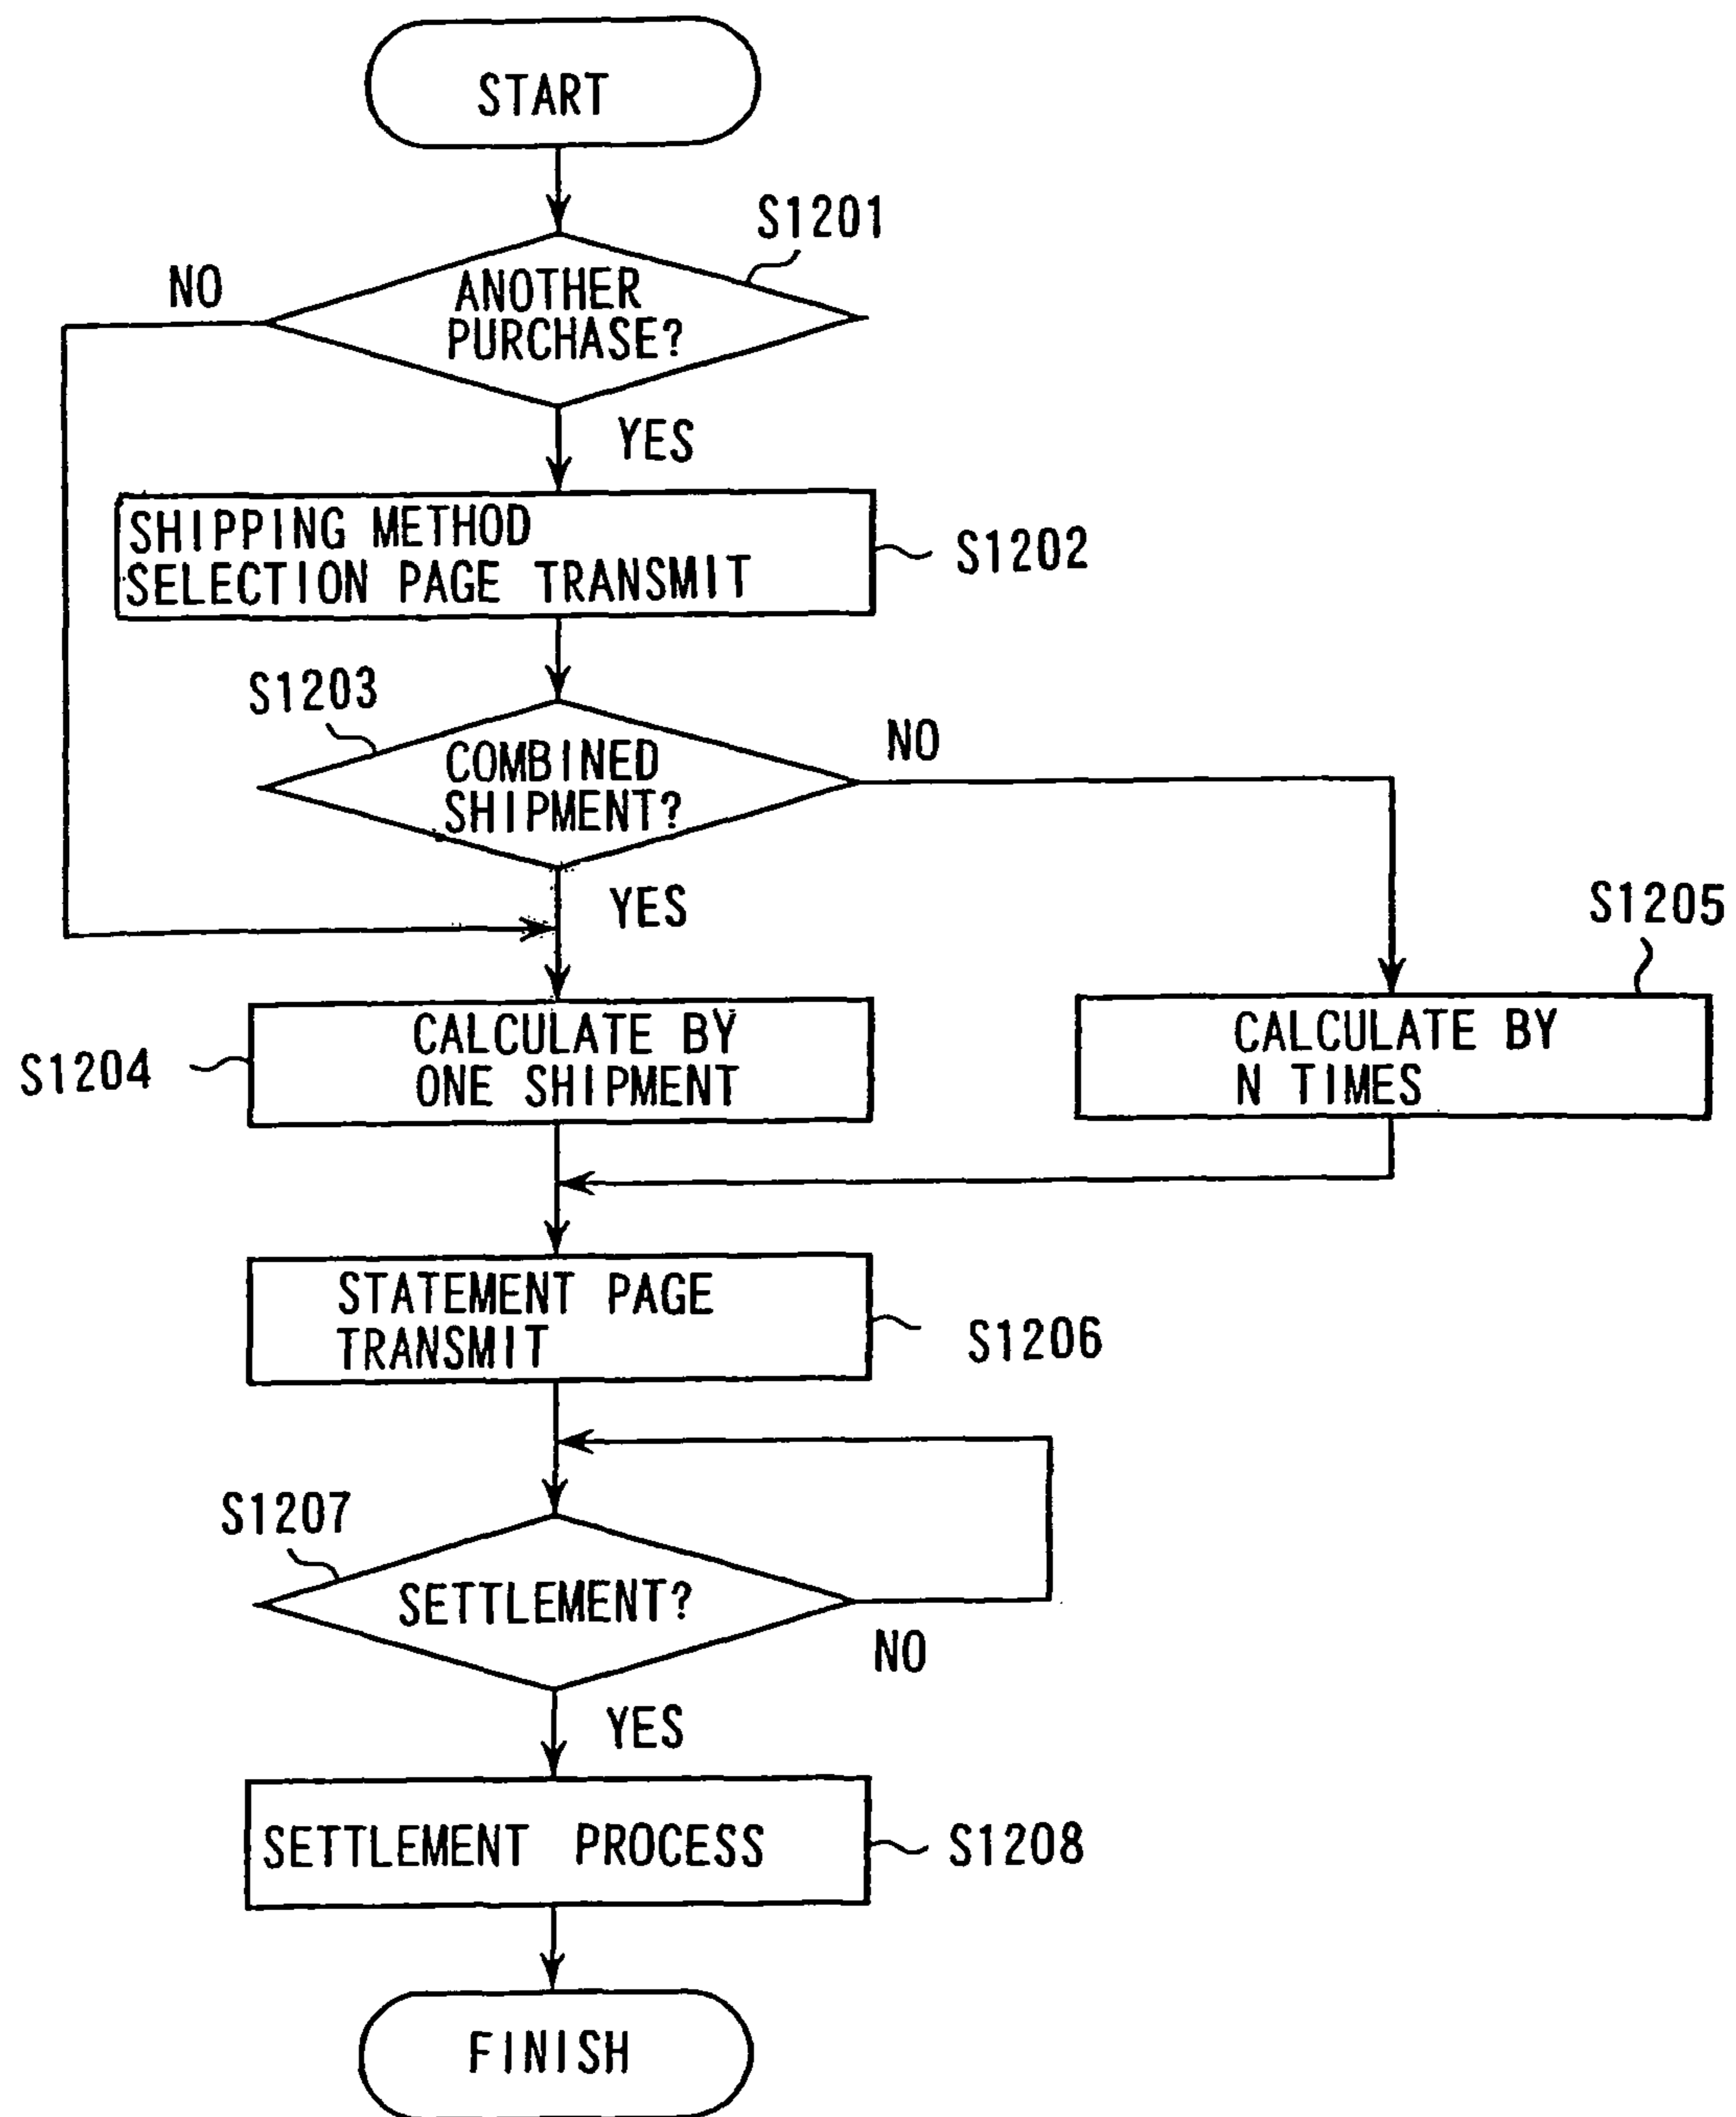 START
S1201
NO
ANOTHER
PURCHASE?
YES
SHIPPING METHOD
SELECTION PAGE TRANSMIT
S1202
S1203
COMBINED
SHIPMENT?
NO
YES
S1205
S1204
CALCULATE BY
ONE SHIPMENT
CALCULATE BY
N TIMES
STATEMENT PAGE
TRANSMIT
S1206
S1207
SETTLEMENT?
NO
YES
SETTLEMENT PROCESS
S1208
FINISH